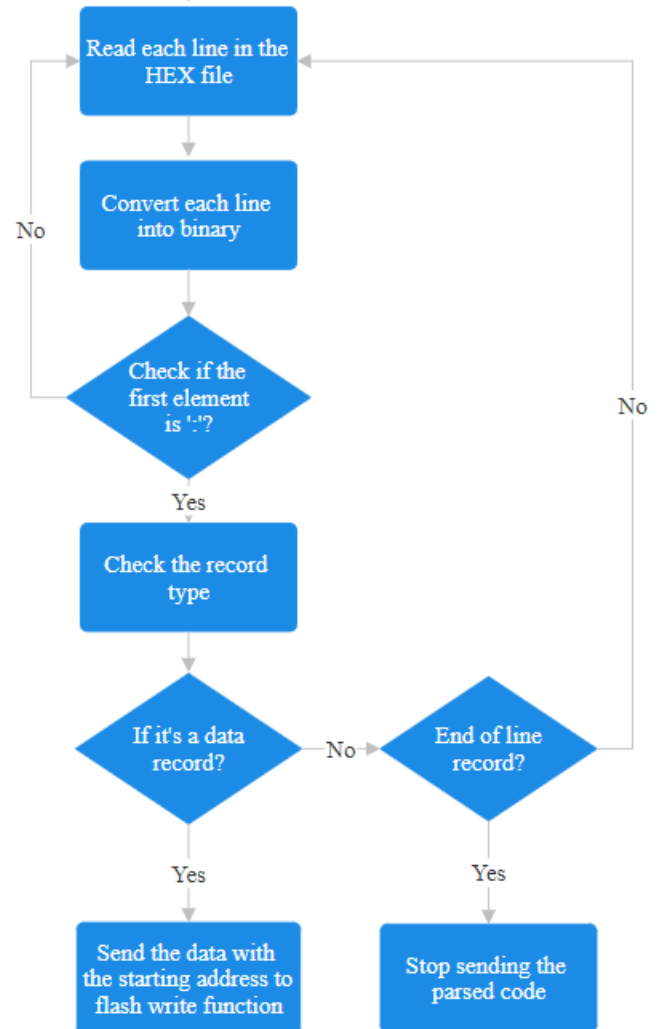 Read each line in the
HEX file
Convert each line
into binary
No
Check if the
first element
is ':'?
No
Yes
Check the record
type
If it's a data
record?
No
End of line
record?
Yes
Yes
Send the data with
the starting address to
flash write function
Stop sending the
parsed code